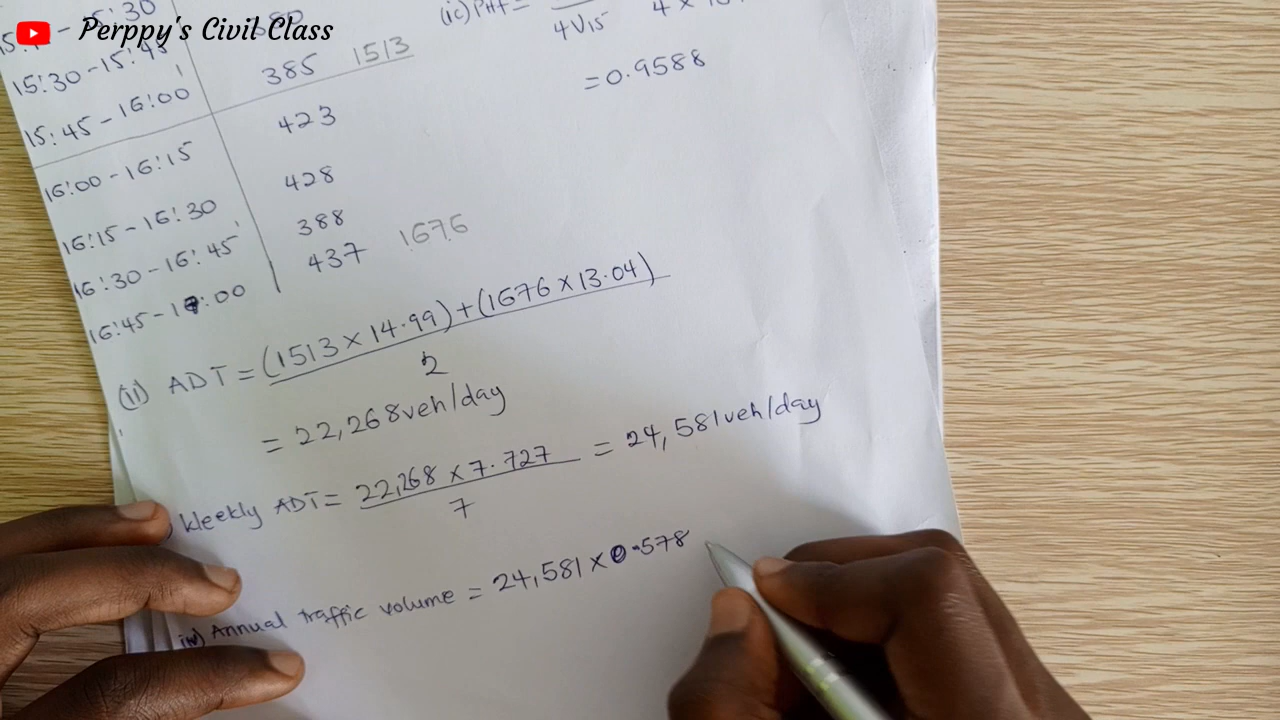 Perppy's Civil Class
15:30
(ic) PHF =
4V15
4 ×
15:30 - 15:45
385 1513
= 0.9588
15:45 - 16:00
423
16:00 - 16:15
428
16:15 - 16:30
388
16:30 - 16:45
437 1676
16:45 - 17:00
(ii) ADT = (1513 × 14.99) + (1676 × 13.04)
2
= 22,268 veh/day
Weekly ADT = 22,268 × 7.727 = 24,581 veh/day
7
(iv) Annual traffic volume = 24,581 × 0.578